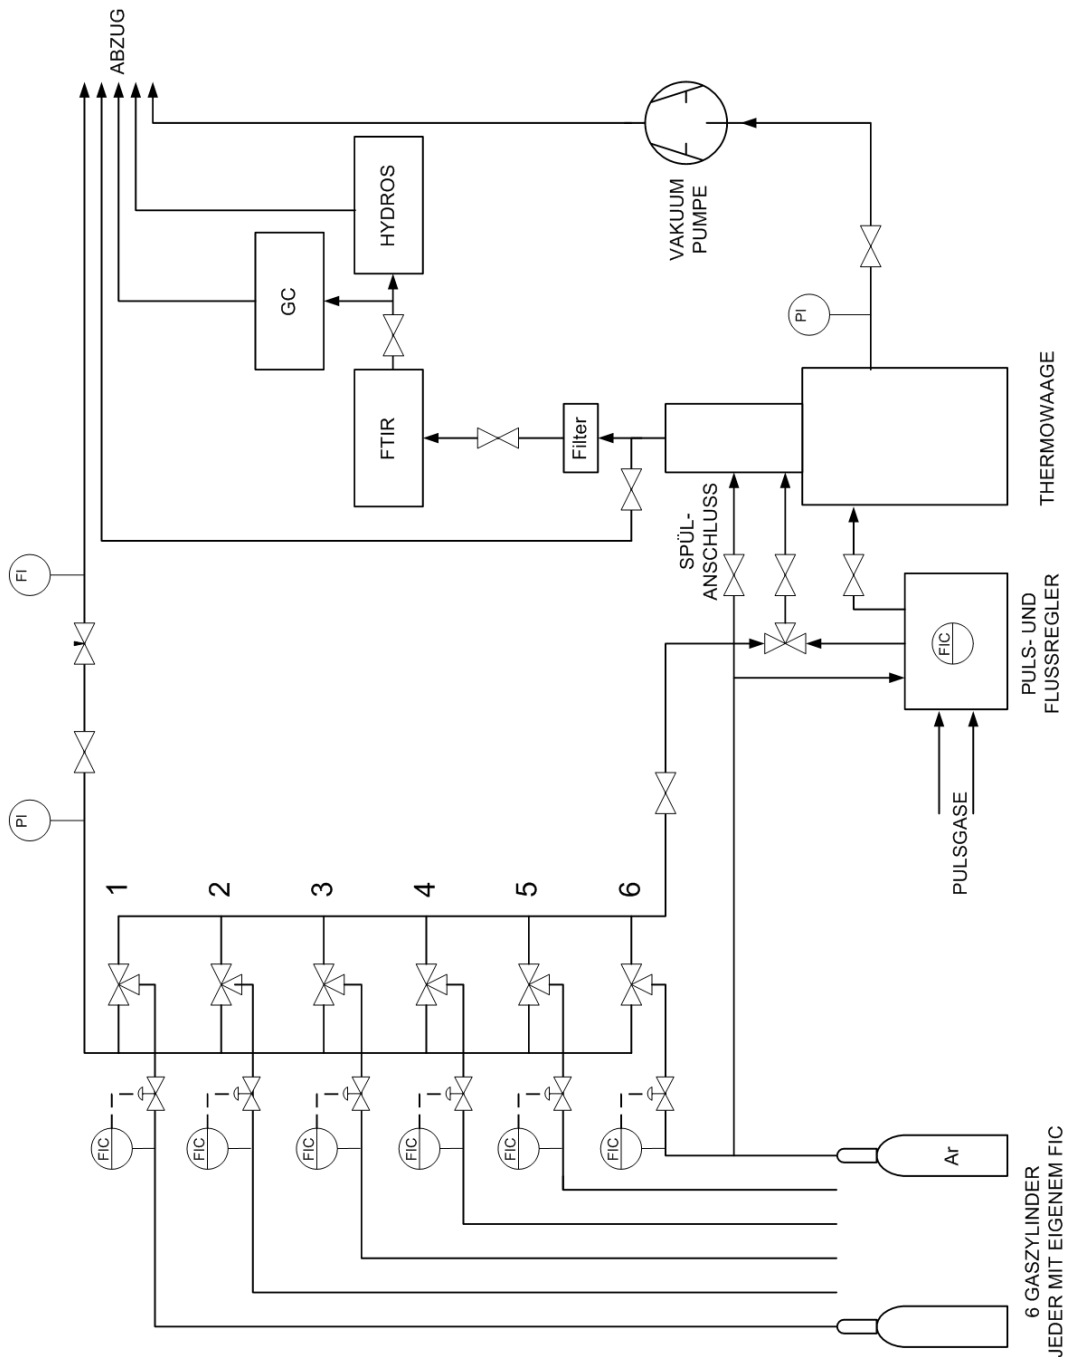 ABZUG
HYDROS
GC
FTIR
Filter
VAKUUM
PUMPE
PI
THERMOWAAGE
SPÜL-
ANSCHLUSS
FI
PI
FIC
PULS- UND
FLUSSREGLER
PULSGASE
1
2
3
4
5
6
FIC
FIC
FIC
FIC
FIC
FIC
Ar
6 GASZYLINDER
JEDER MIT EIGENEM FIC